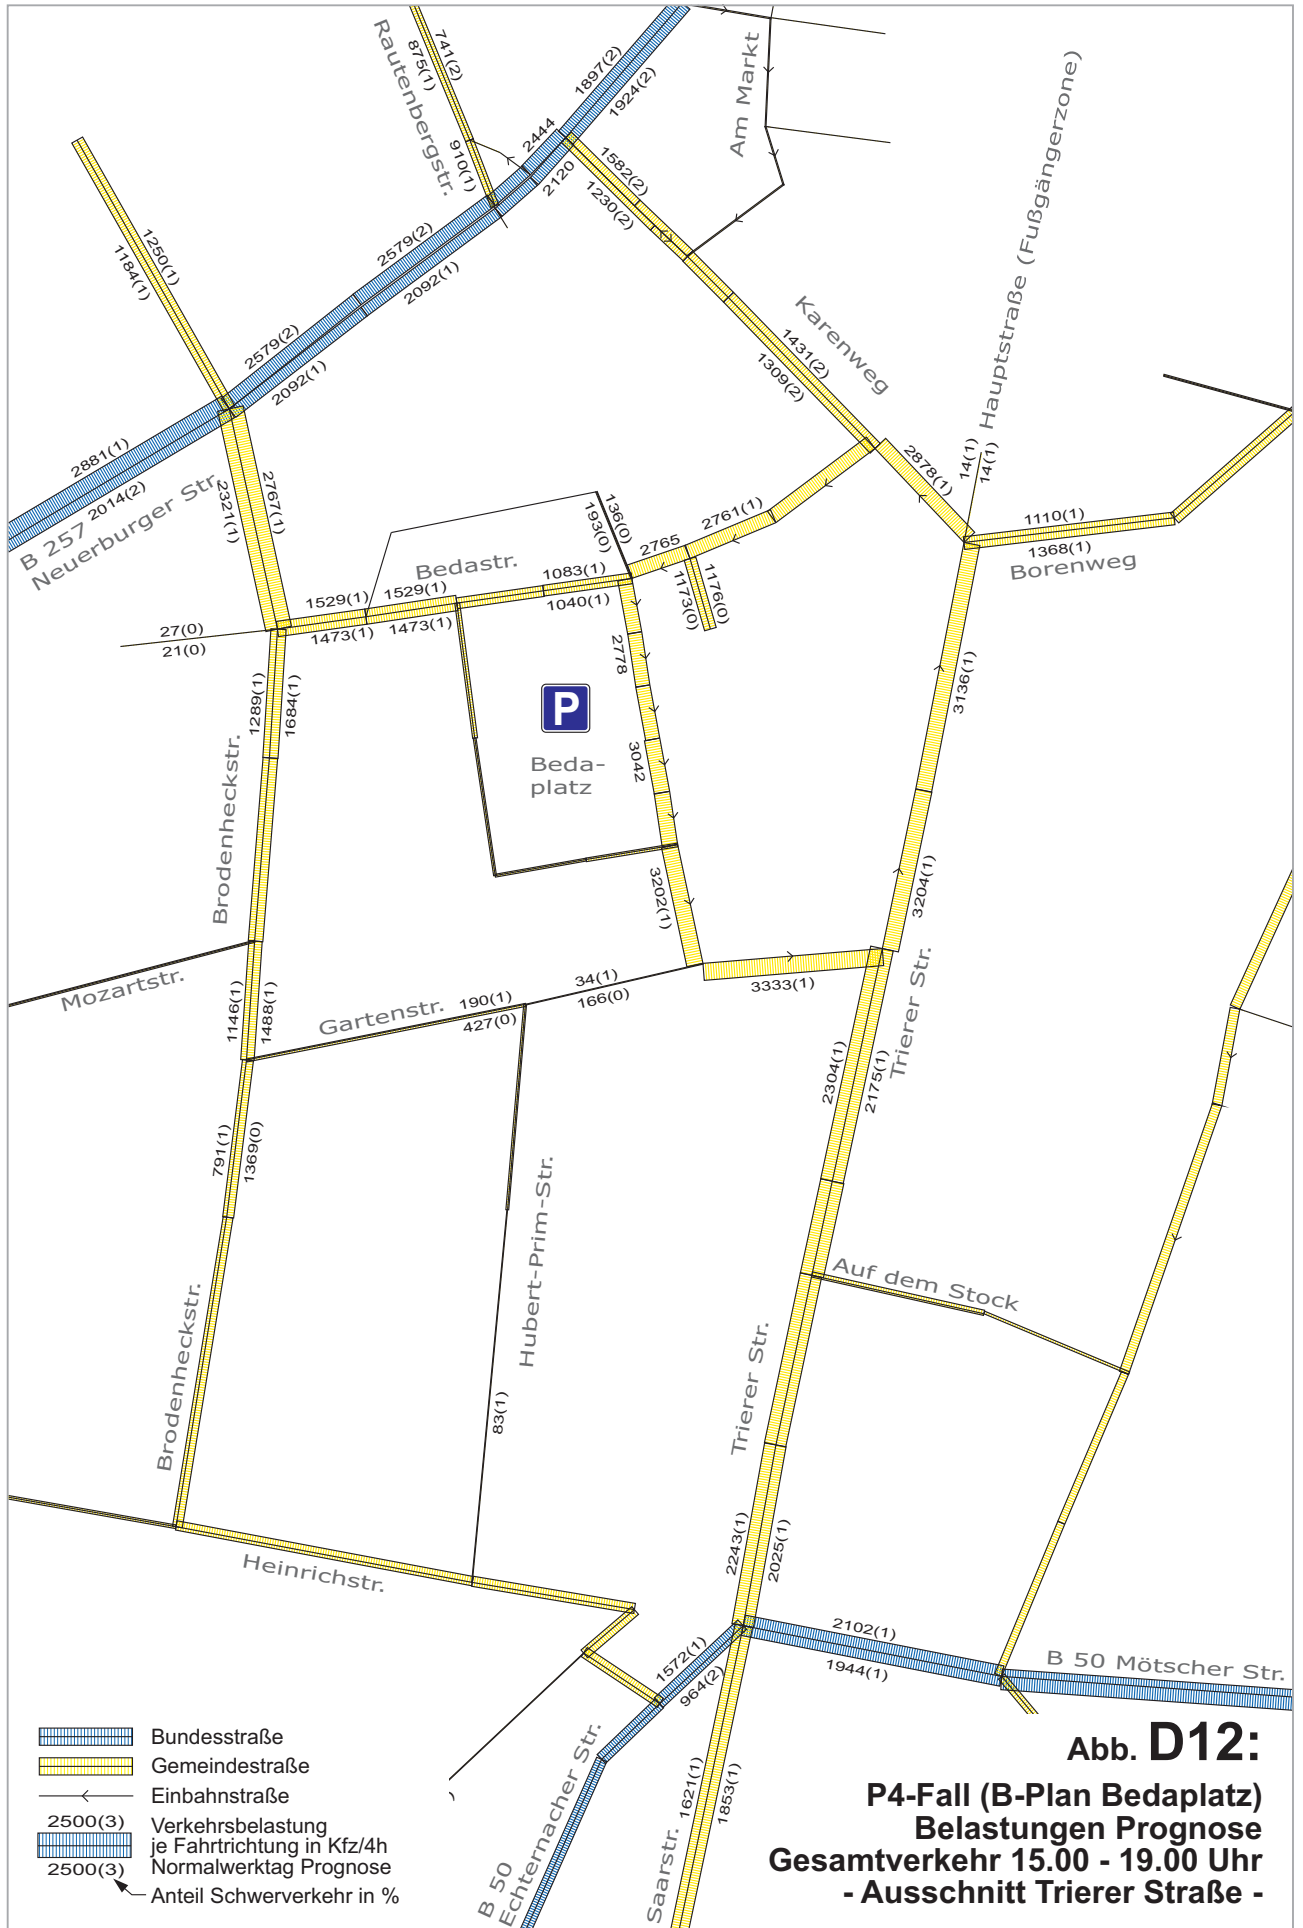 741(2)
875(1)
Rautenbergstr.
910(1)
1897(2)
1924(2)
2444
2120
Am Markt
1582(2)
1230(2)
Hauptstraße (Fußgängerzone)
1250(1)
1184(1)
2579(2)
2092(1)
2579(2)
2092(1)
Karenweg
1431(2)
1309(2)
2881(1)
2014(2)
B 257
Neuerburger Str.
2321(1)
2767(1)
2878(1)
14(1)
14(1)
1110(1)
1368(1)
Borenweg
136(0)
193(0)
2761(1)
2765
1176(0)
1173(0)
Bedastr.
1083(1)
1040(1)
1529(1)
1529(1)
1473(1)
1473(1)
27(0)
21(0)
2778
1289(1)
1684(1)
P
Beda-
platz
3042
3136(1)
Brodenheckstr.
3202(1)
3204(1)
Mozartstr.
3333(1)
Trierer Str.
34(1)
166(0)
190(1)
427(0)
Gartenstr.
1146(1)
1488(1)
2304(1)
2175(1)
791(1)
1369(0)
Hubert-Prim-Str.
Auf dem Stock
Brodenheckstr.
Trierer Str.
83(1)
Heinrichstr.
2243(1)
2025(1)
2102(1)
1944(1)
B 50 Mötscher Str.
1572(1)
964(2)
B 50
Echternacher Str.
1621(1)
1853(1)
Saarstr.
Bundesstraße
Gemeindestraße
Einbahnstraße
2500(3)
Verkehrsbelastung
je Fahrtrichtung in Kfz/4h
Normalwerktag Prognose
2500(3)
Anteil Schwerverkehr in %
Abb. D12:
P4-Fall (B-Plan Bedaplatz)
Belastungen Prognose
Gesamtverkehr 15.00 - 19.00 Uhr
- Ausschnitt Trierer Straße -